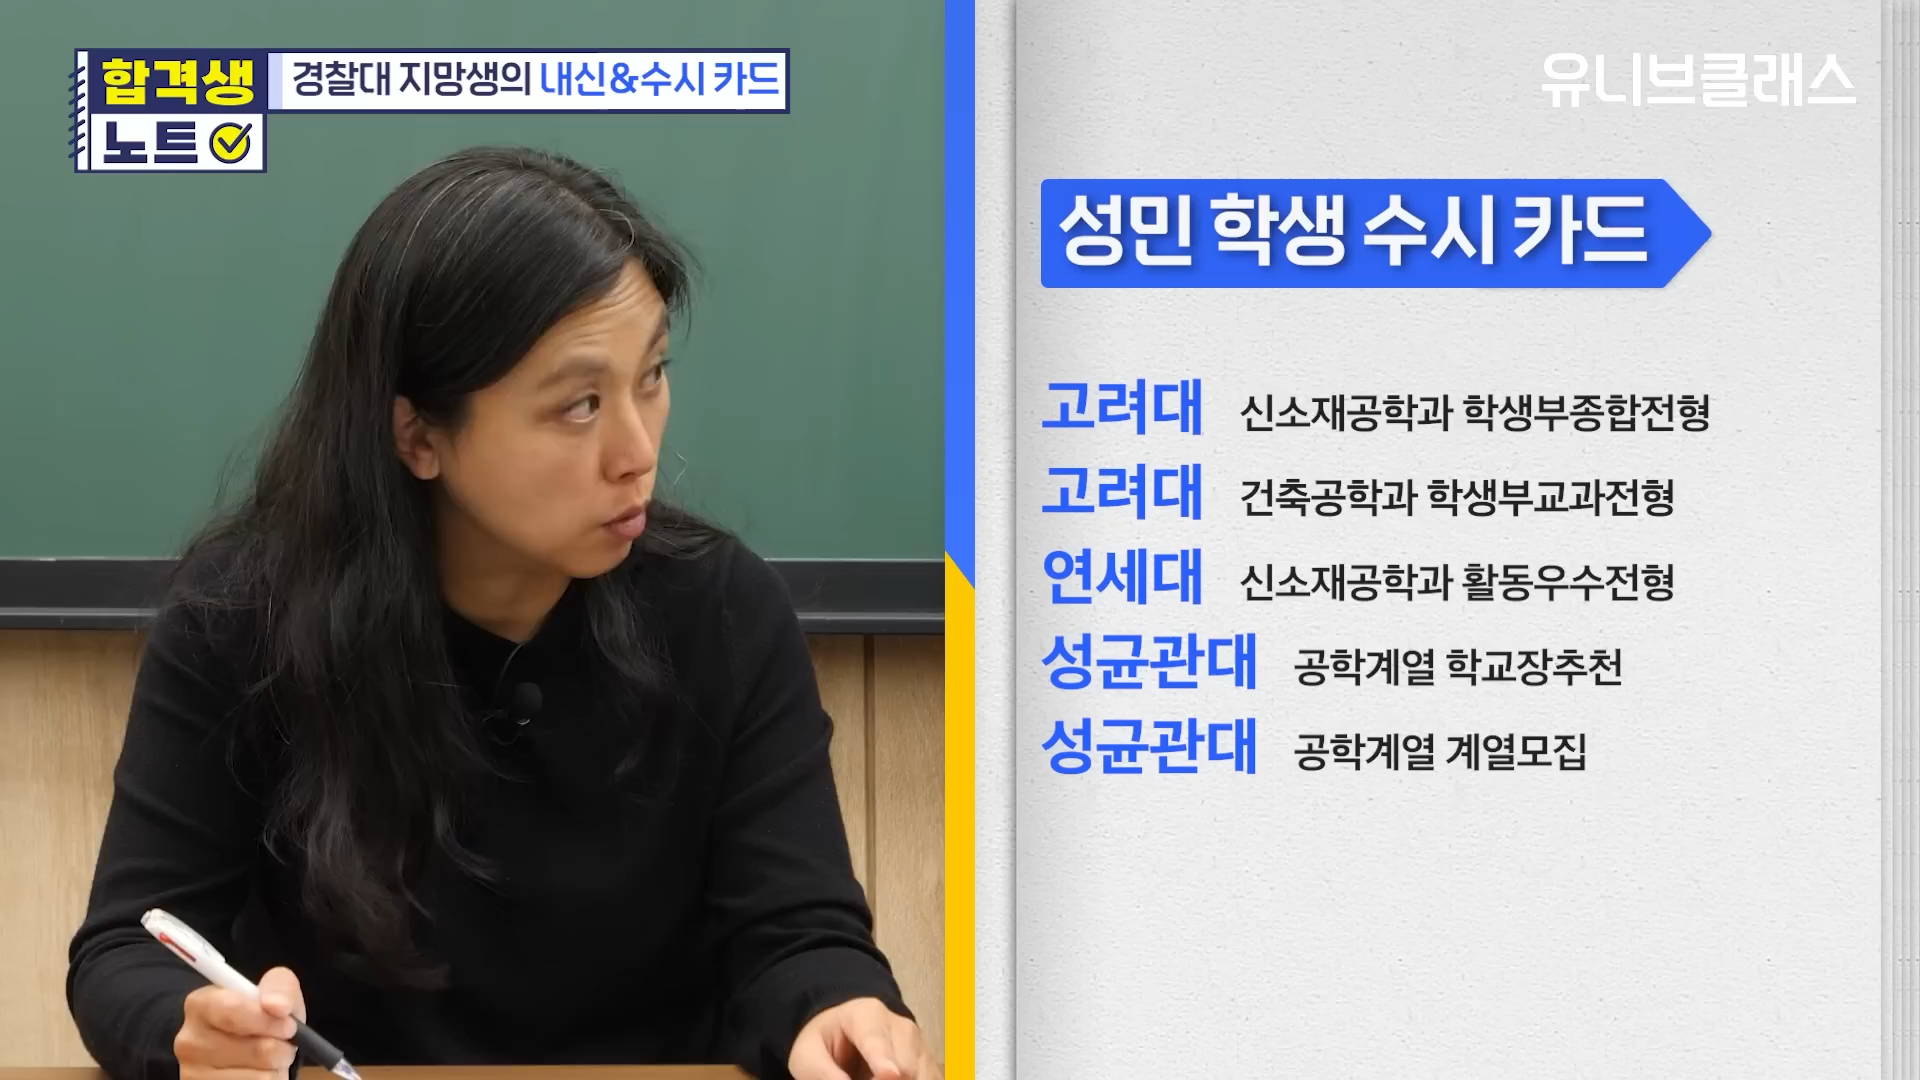 합격생
노트
경찰대 지망생의 내신&수시 카드
유니브클래스
성민 학생 수시 카드
고려대 신소재공학과 학생부종합전형
고려대 건축공학과 학생부교과전형
연세대 신소재공학과 활동우수전형
성균관대 공학계열 학교장추천
성균관대 공학계열 계열모집